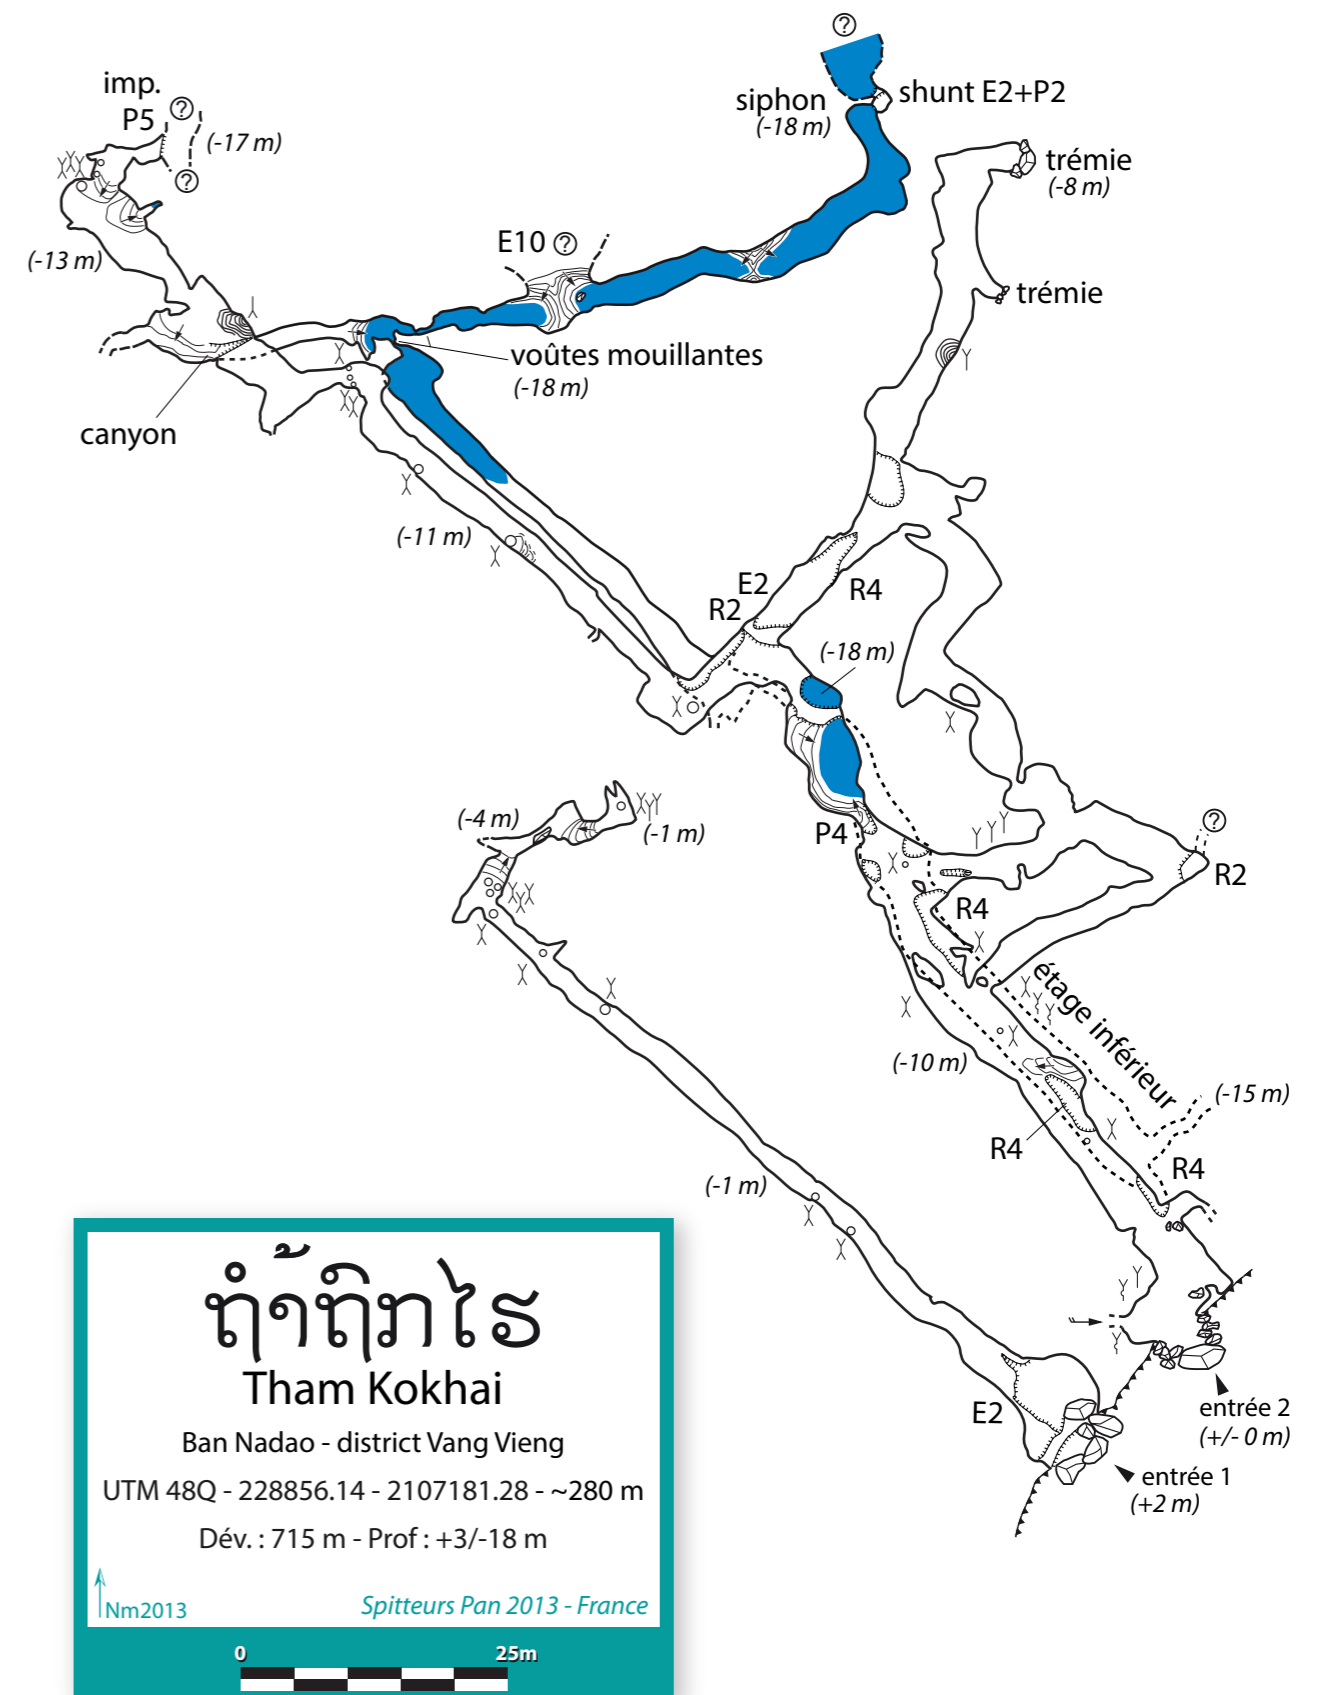 ?
imp.
P5
?
(-17 m)
?
siphon
(-18 m)
shunt E2+P2
trémie
(-8 m)
E10 ?
(-13 m)
trémie
voûtes mouillantes
(-18 m)
canyon
(-11 m)
E2
R2
R4
(-18 m)
(-4 m)
(-1 m)
P4
?
R2
R4
étage inférieur
(-10 m)
(-15 m)
R4
R4
(-1 m)
E2
entrée 2
(+/- 0 m)
entrée 1
(+2 m)
ຖ້ຳຖິກໄຮ
Tham Kokhai
Ban Nadao - district Vang Vieng
UTM 48Q - 228856.14 - 2107181.28 - ~280 m
Dév. : 715 m - Prof : +3/-18 m
Nm2013
Spitteurs Pan 2013 - France
0 25m